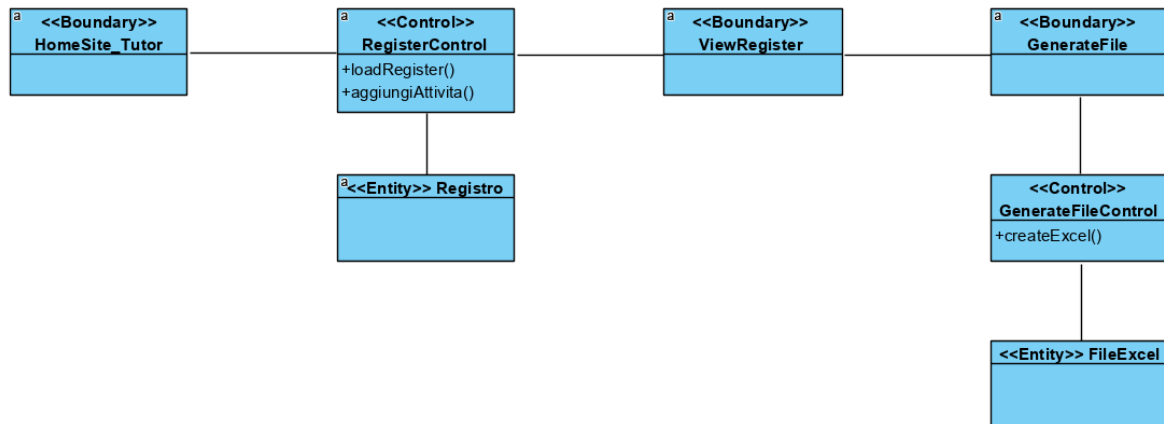 a
<<Boundary>>
HomeSite_Tutor
a
<<Control>>
RegisterControl
+loadRegister()
+aggiungiAttivita()
a
<<Boundary>>
ViewRegister
a
<<Boundary>>
GenerateFile
a
<<Entity>> Registro
<<Control>>
GenerateFileControl
+createExcel()
<<Entity>> FileExcel